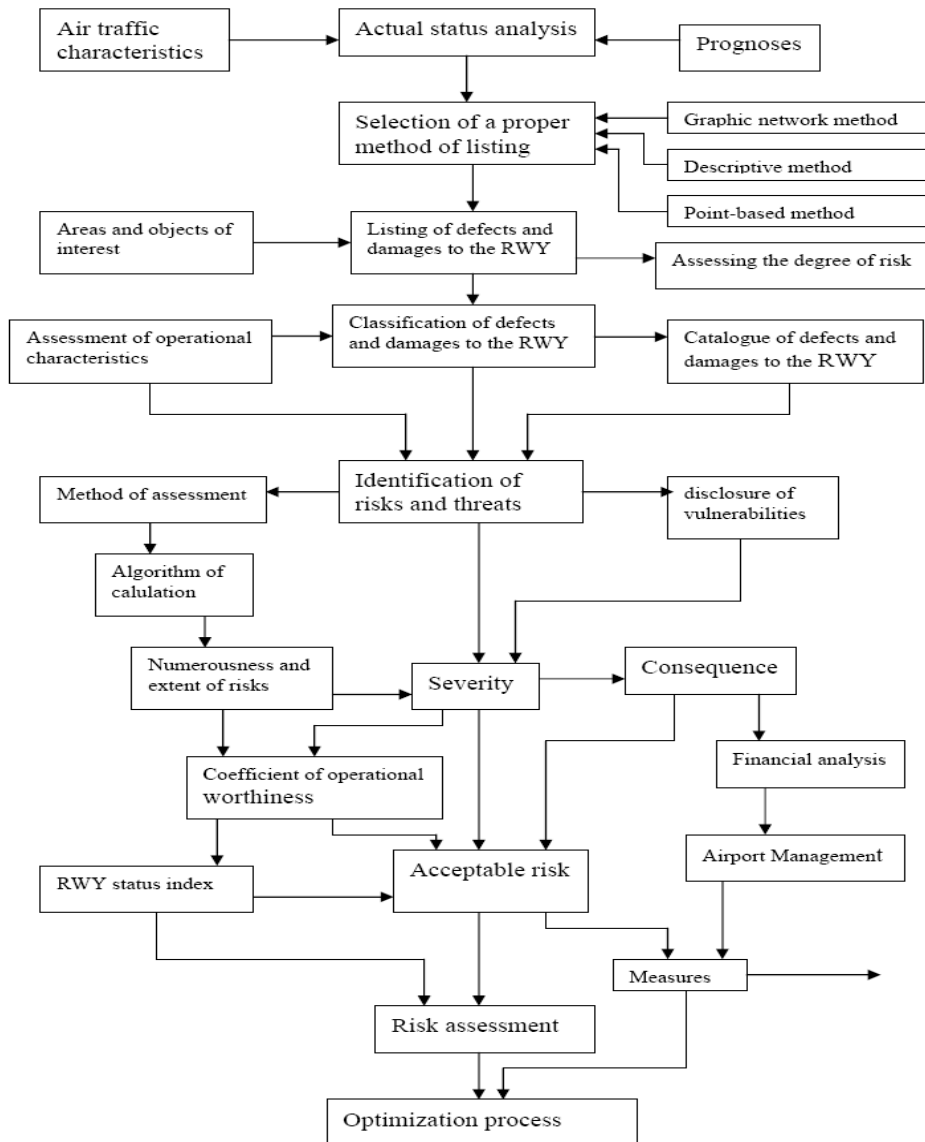 Air traffic
characteristics
Actual status analysis
Prognoses
Selection of a proper
method of listing
Graphic network method
Descriptive method
Point-based method
Areas and objects of
interest
Listing of defects and
damages to the RWY
Assessing the degree of risk
Assessment of operational
characteristics
Classification of defects
and damages to the RWY
Catalogue of defects and
damages to the RWY
Method of assessment
Identification of
risks and threats
disclosure of
vulnerabilities
Algorithm of
calulation
Numerousness and
extent of risks
Severity
Consequence
Coefficient of operational
worthiness
Financial analysis
RWY status index
Acceptable risk
Airport Management
Measures
Risk assessment
Optimization process